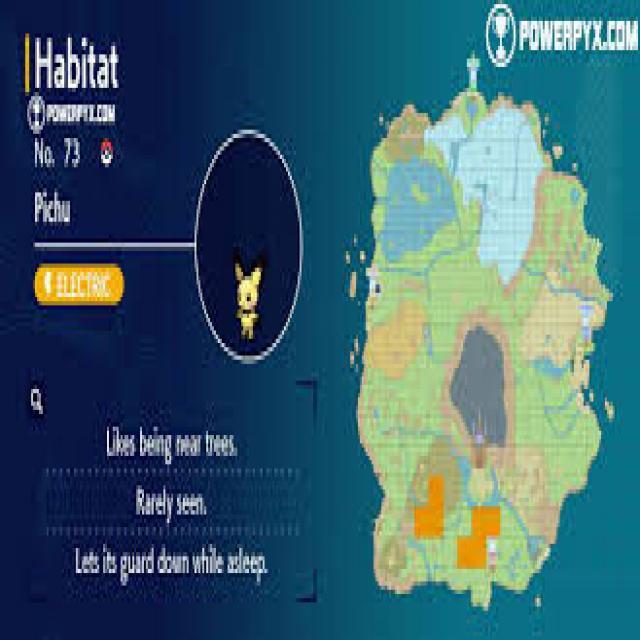 POWERPYX.COM
Habitat
POWERPYX.COM
No. 73
Pichu
ELECTRIC
Likes being near trees.
Rarely seen.
Lets its guard down while asleep.